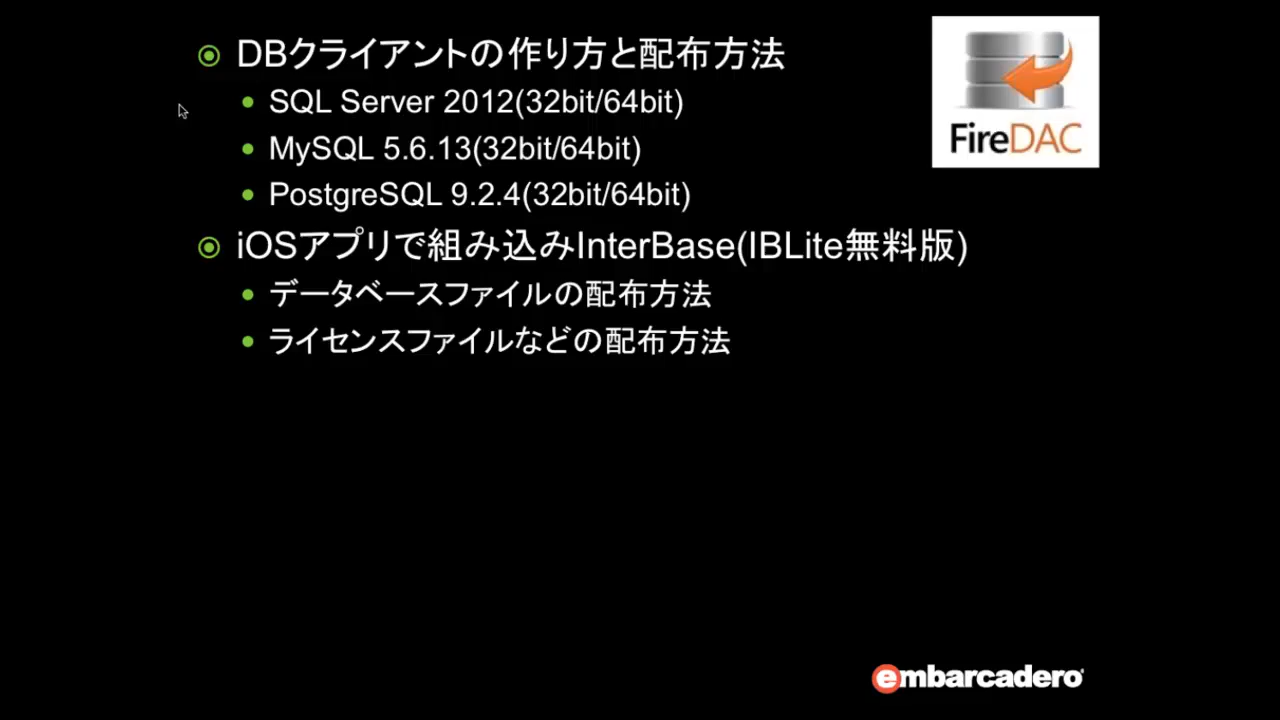 DBクライアントの作り方と配布方法
SQL Server 2012(32bit/64bit)
MySQL 5.6.13(32bit/64bit)
PostgreSQL 9.2.4(32bit/64bit)
iOSアプリで組み込みInterBase(IBLite無料版)
データベースファイルの配布方法
ライセンスファイルなどの配布方法
FireDAC
embarcadero